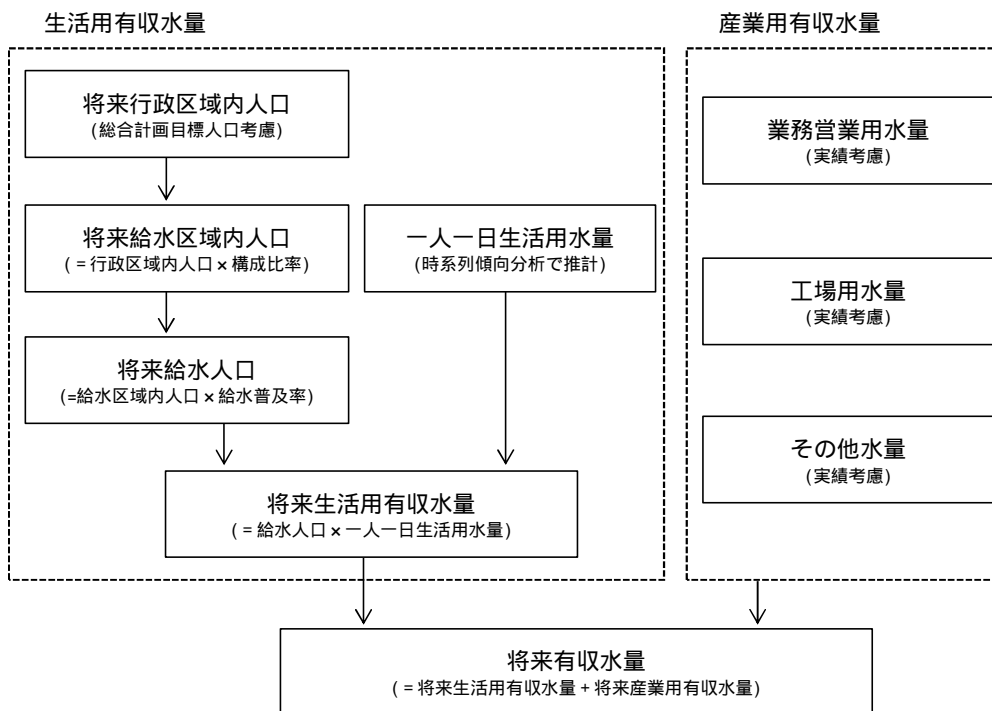 生活用有収水量
将来行政区域内人口
(総合計画目標人口考慮)
将来給水区域内人口
( = 行政区域内人口 × 構成比率)
一人一日生活用水量
(時系列傾向分析で推計)
将来給水人口
(=給水区域内人口 × 給水普及率)
将来生活用有収水量
( = 給水人口 × 一人一日生活用水量)
産業用有収水量
業務営業用水量
(実績考慮)
工場用水量
(実績考慮)
その他水量
(実績考慮)
将来有収水量
( = 将来生活用有収水量 + 将来産業用有収水量)